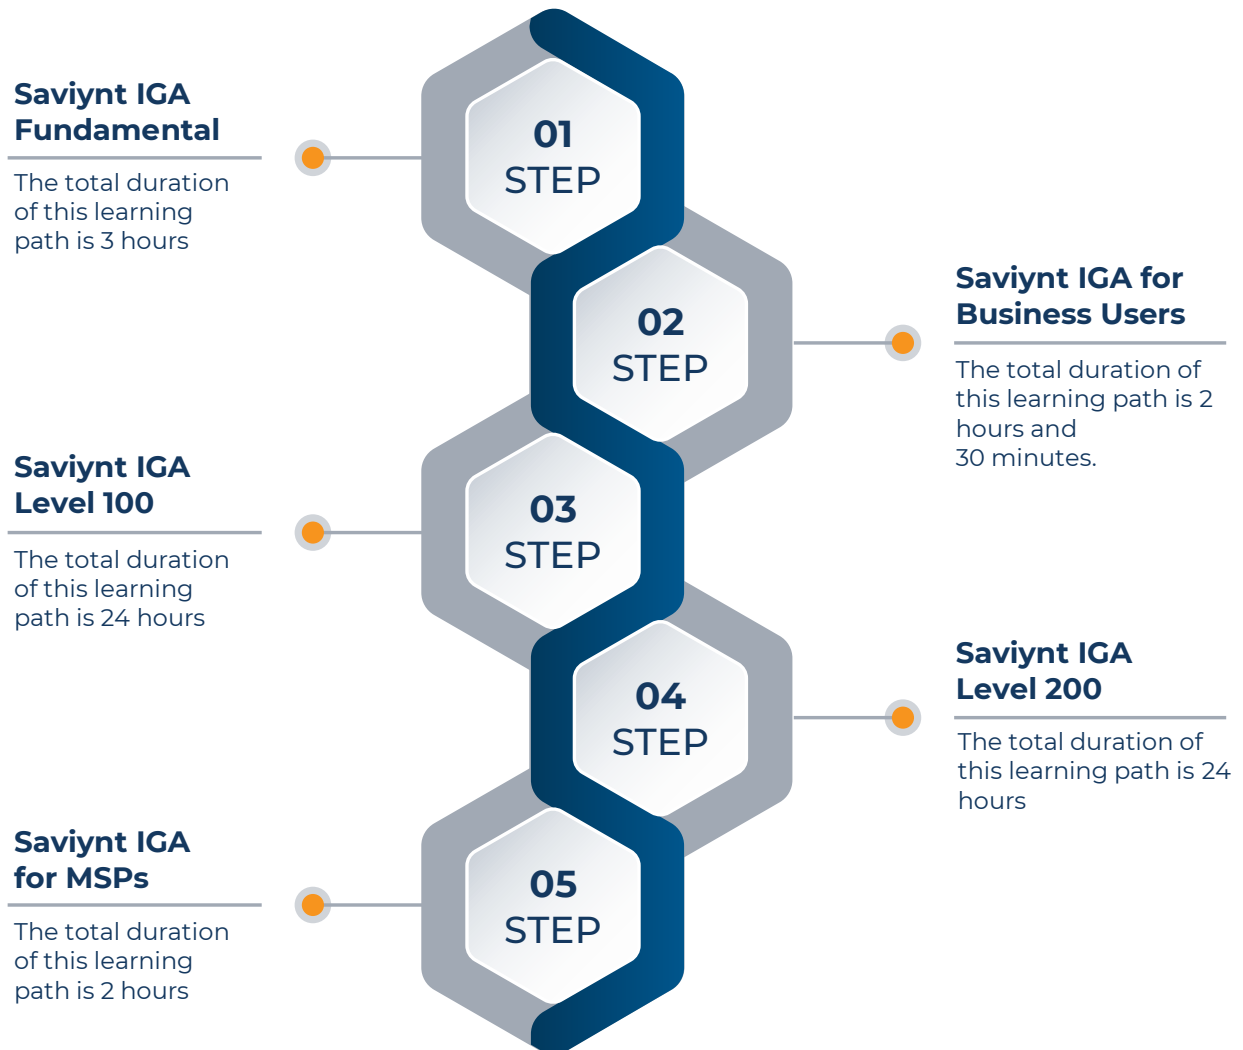 Saviynt IGA
Fundamental
The total duration
of this learning
path is 3 hours
01
STEP
Saviynt IGA for
Business Users
The total duration of
this learning path is 2
hours and
30 minutes.
02
STEP
Saviynt IGA
Level 100
The total duration
of this learning
path is 24 hours
03
STEP
Saviynt IGA
Level 200
The total duration of
this learning path is 24
hours
04
STEP
Saviynt IGA
for MSPs
The total duration
of this learning
path is 2 hours
05
STEP